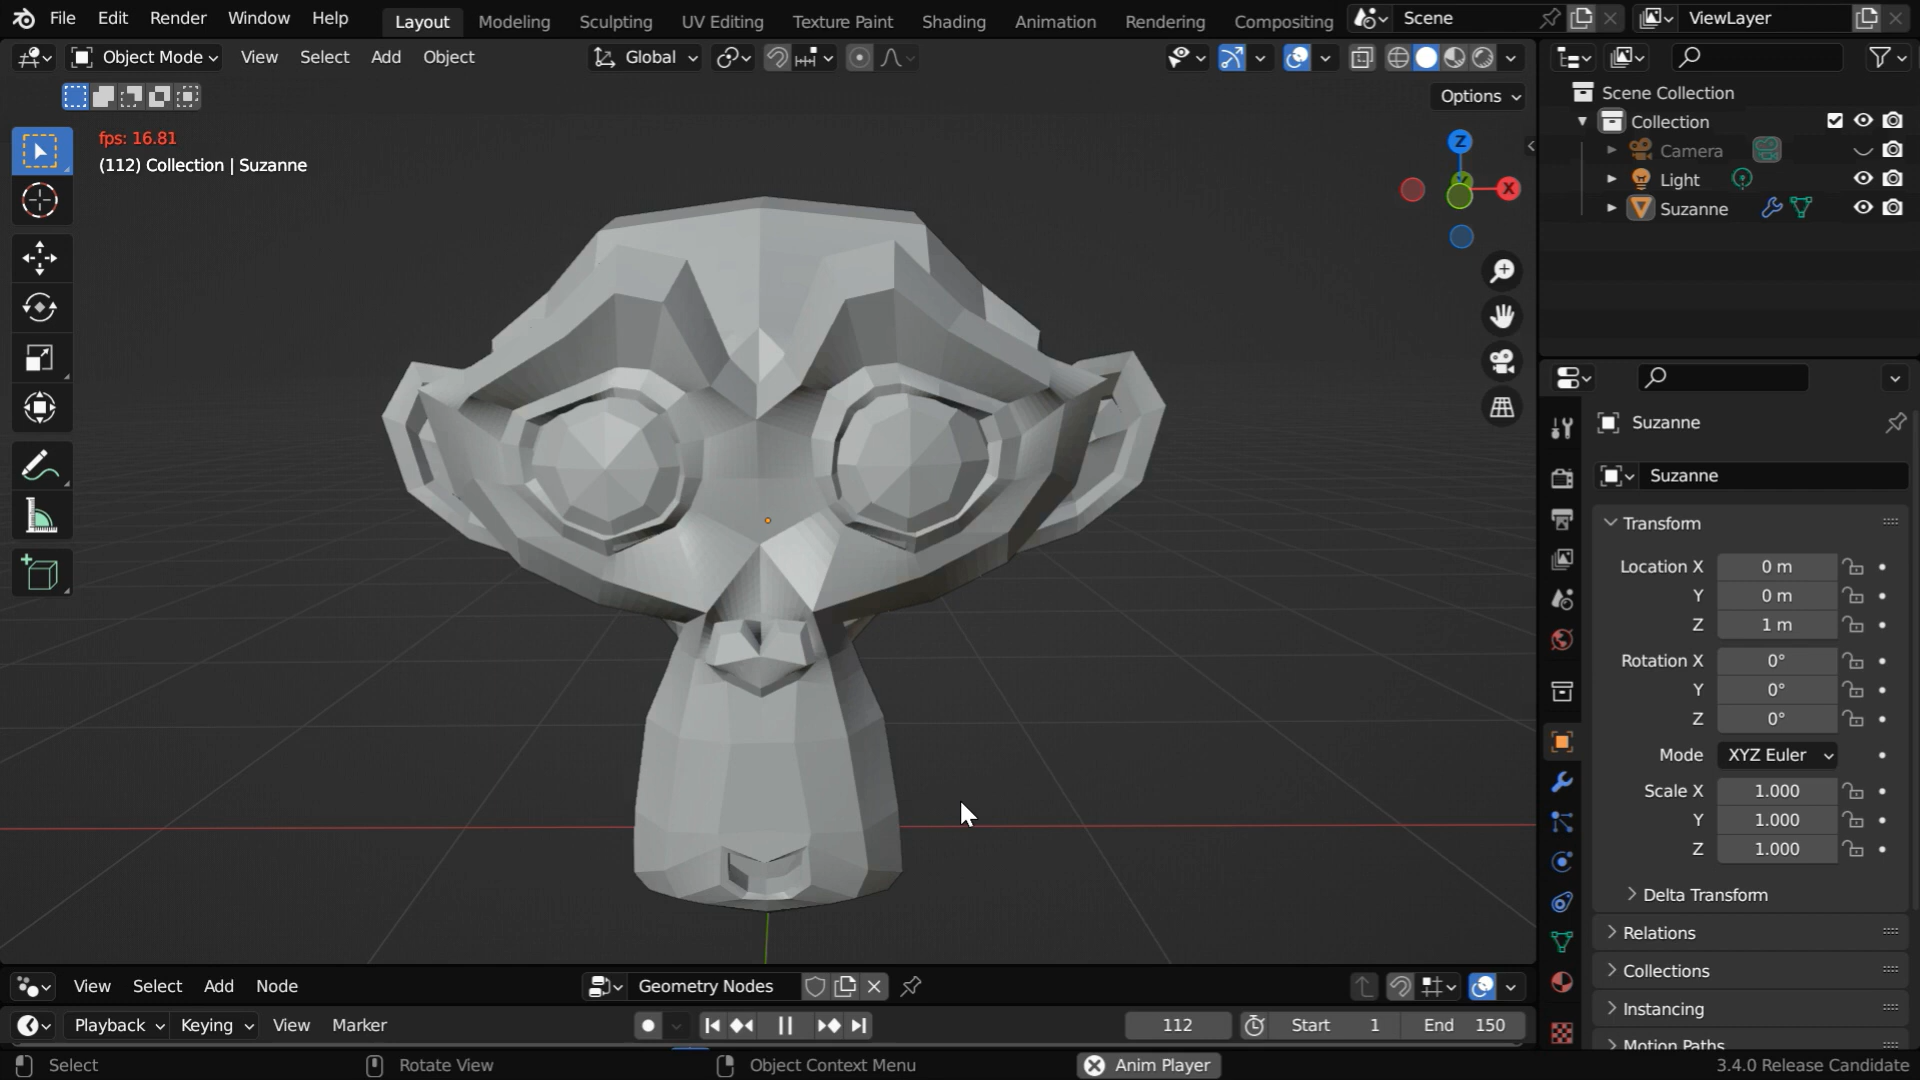 File Edit Render Window Help Layout Modeling Sculpting UV Editing Texture Paint Shading Animation Rendering Compositing Scene ViewLayer
Object Mode View Select Add Object Global
Options
fps: 16.81
(112) Collection | Suzanne
Z
X
Y
Scene Collection
Collection
Camera
Light
Suzanne
Suzanne
Suzanne
Transform
Location X 0 m
Y 0 m
Z 1 m
Rotation X 0°
Y 0°
Z 0°
Mode XYZ Euler
Scale X 1.000
Y 1.000
Z 1.000
Delta Transform
Relations
Collections
Instancing
Motion Paths
View Select Add Node Geometry Nodes
Playback Keying View Marker 112 Start 1 End 150
Select Rotate View Object Context Menu Anim Player 3.4.0 Release Candidate